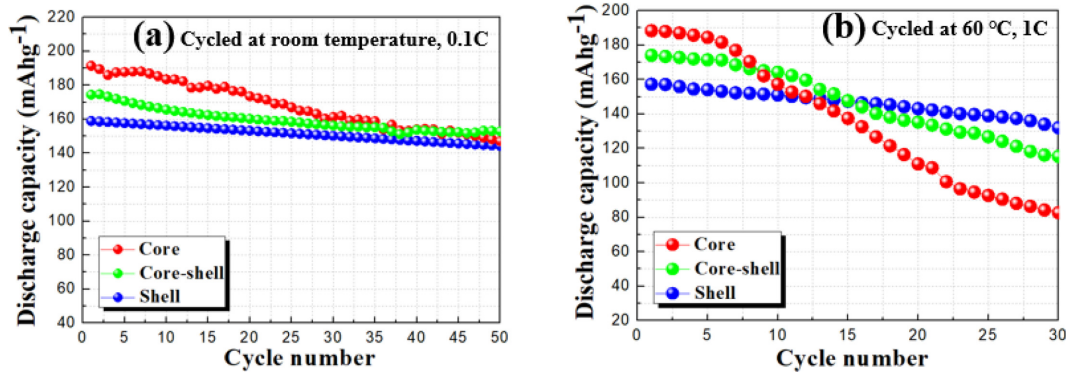 (a) Cycled at room temperature, 0.1C
Discharge capacity (mAhg-1)
220
200
180
160
140
120
100
80
60
40
Core
Core-shell
Shell
0 5 10 15 20 25 30 35 40 45 50
Cycle number
(b) Cycled at 60 °C, 1C
Discharge capacity (mAhg-1)
200
180
160
140
120
100
80
60
40
20
Core
Core-shell
Shell
0 5 10 15 20 25 30
Cycle number